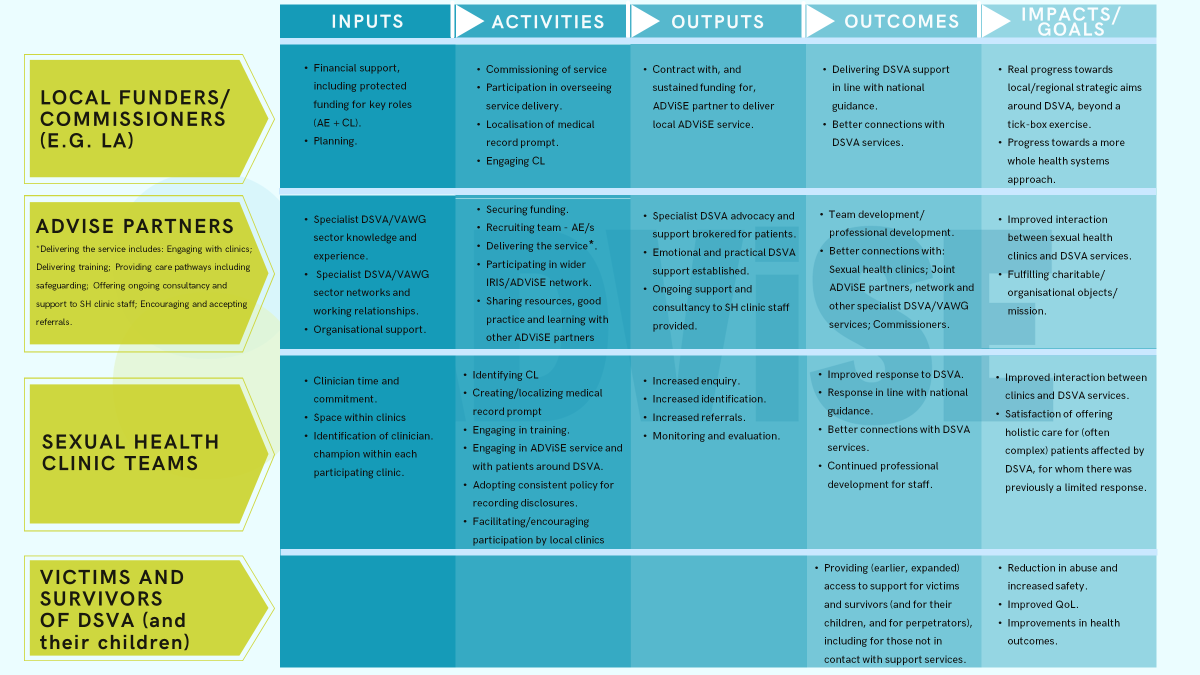 INPUTS
ACTIVITIES
OUTPUTS
OUTCOMES
IMPACTS/
GOALS
LOCAL FUNDERS/
COMMISSIONERS
(E.G. LA)
• Financial support,
including protected
funding for key roles
(AE + CL).
• Planning.
• Commissioning of service
• Participation in overseeing
service delivery.
• Localisation of medical
record prompt.
• Engaging CL
• Contract with, and
sustained funding for,
ADViSE partner to deliver
local ADViSE service.
• Delivering DSVA support
in line with national
guidance.
• Better connections with
DSVA services.
• Real progress towards
local/regional strategic aims
around DSVA, beyond a
tick-box exercise.
• Progress towards a more
whole health systems
approach.
ADVISE PARTNERS
*Delivering the service includes: Engaging with clinics;
Delivering training; Providing care pathways including
safeguarding; Offering ongoing consultancy and
support to SH clinic staff; Encouraging and accepting
referrals.
• Specialist DSVA/VAWG
sector knowledge and
experience.
• Specialist DSVA/VAWG
sector networks and
working relationships.
• Organisational support.
• Securing funding.
• Recruiting team - AE/s
• Delivering the service*.
• Participating in wider
IRIS/ADViSE network.
• Sharing resources, good
practice and learning with
other ADViSE partners
• Specialist DSVA advocacy and
support brokered for patients.
• Emotional and practical DSVA
support established.
• Ongoing support and
consultancy to SH clinic staff
provided.
• Team development/
professional development.
• Better connections with:
Sexual health clinics; Joint
ADViSE partners, network and
other specialist DSVA/VAWG
services; Commissioners.
• Improved interaction
between sexual health
clinics and DSVA services.
• Fulfilling charitable/
organisational objects/
mission.
SEXUAL HEALTH
CLINIC TEAMS
• Clinician time and
commitment.
• Space within clinics
• Identification of clinician.
champion within each
participating clinic.
• Identifying CL
• Creating/localizing medical
record prompt
• Engaging in training.
• Engaging in ADViSE service and
with patients around DSVA.
• Adopting consistent policy for
recording disclosures.
• Facilitating/encouraging
participation by local clinics
• Increased enquiry.
• Increased identification.
• Increased referrals.
• Monitoring and evaluation.
• Improved response to DSVA.
• Response in line with national
guidance.
• Better connections with DSVA
services.
• Continued professional
development for staff.
• Improved interaction between
clinics and DSVA services.
• Satisfaction of offering
holistic care for (often
complex) patients affected by
DSVA, for whom there was
previously a limited response.
VICTIMS AND
SURVIVORS
OF DSVA (and
their children)
• Providing (earlier, expanded)
access to support for victims
and survivors (and for their
children, and for perpetrators),
including for those not in
contact with support services.
• Reduction in abuse and
increased safety.
• Improved QoL.
• Improvements in health
outcomes.
ADViSE